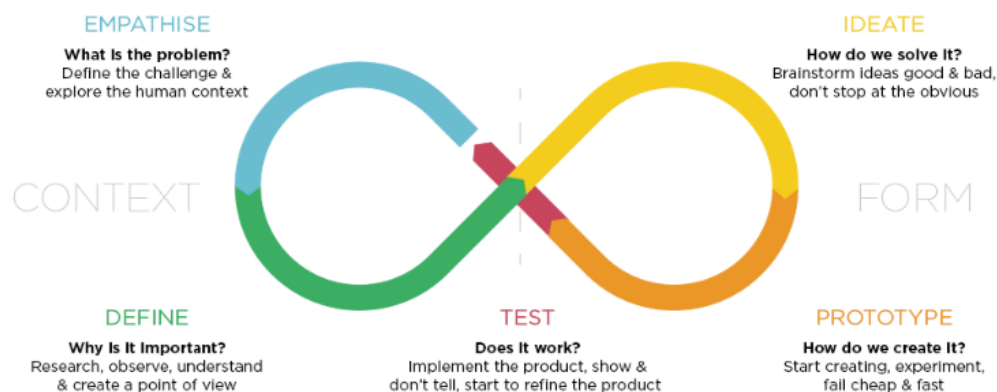 EMPATHISE
What is the problem?
Define the challenge &
explore the human context
IDEATE
How do we solve it?
Brainstorm ideas good & bad,
don't stop at the obvious
CONTEXT
FORM
DEFINE
Why is it important?
Research, observe, understand
& create a point of view
TEST
Does it work?
Implement the product, show &
don't tell, start to refine the product
PROTOTYPE
How do we create it?
Start creating, experiment,
fail cheap & fast